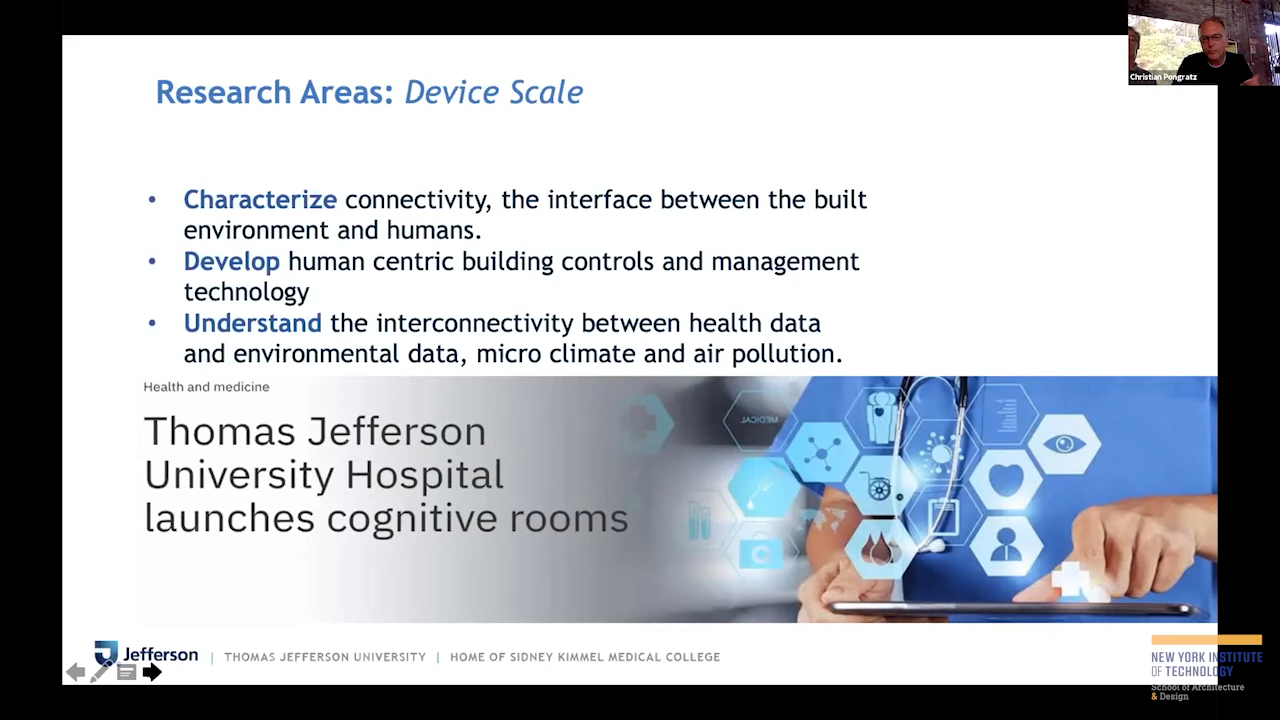 Christian Pongratz
Research Areas: Device Scale
• Characterize connectivity, the interface between the built
environment and humans.
• Develop human centric building controls and management
technology
• Understand the interconnectivity between health data
and environmental data, micro climate and air pollution.
Health and medicine
Thomas Jefferson
University Hospital
launches cognitive rooms
MEDICAL
Jefferson | THOMAS JEFFERSON UNIVERSITY | HOME OF SIDNEY KIMMEL MEDICAL COLLEGE
NEW YORK INSTITUTE
OF TECHNOLOGY
School of Architecture
& Design